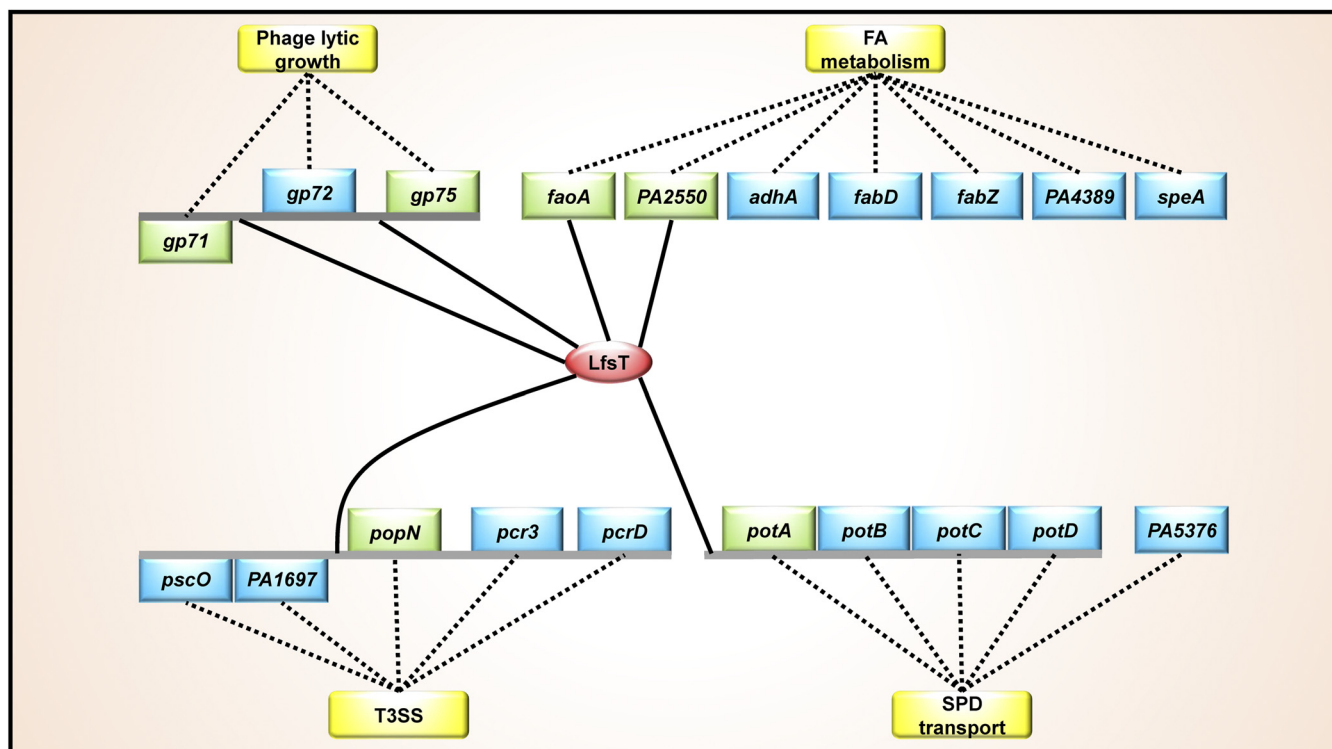 Phage lytic
growth
FA
metabolism
gp72
gp75
gp71
faoA
PA2550
adhA
fabD
fabZ
PA4389
speA
LfsT
popN
pcr3
pcrD
pscO
PA1697
potA
potB
potC
potD
PA5376
T3SS
SPD
transport